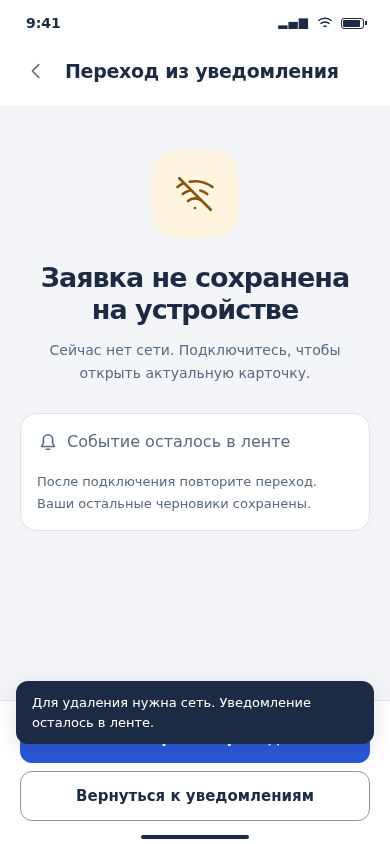 9:41
Переход из уведомления
Заявка не сохранена
на устройстве
Сейчас нет сети. Подключитесь, чтобы
открыть актуальную карточку.
Событие осталось в ленте
После подключения повторите переход.
Ваши остальные черновики сохранены.
Для удаления нужна сеть. Уведомление
осталось в ленте.
Вернуться к уведомлениям